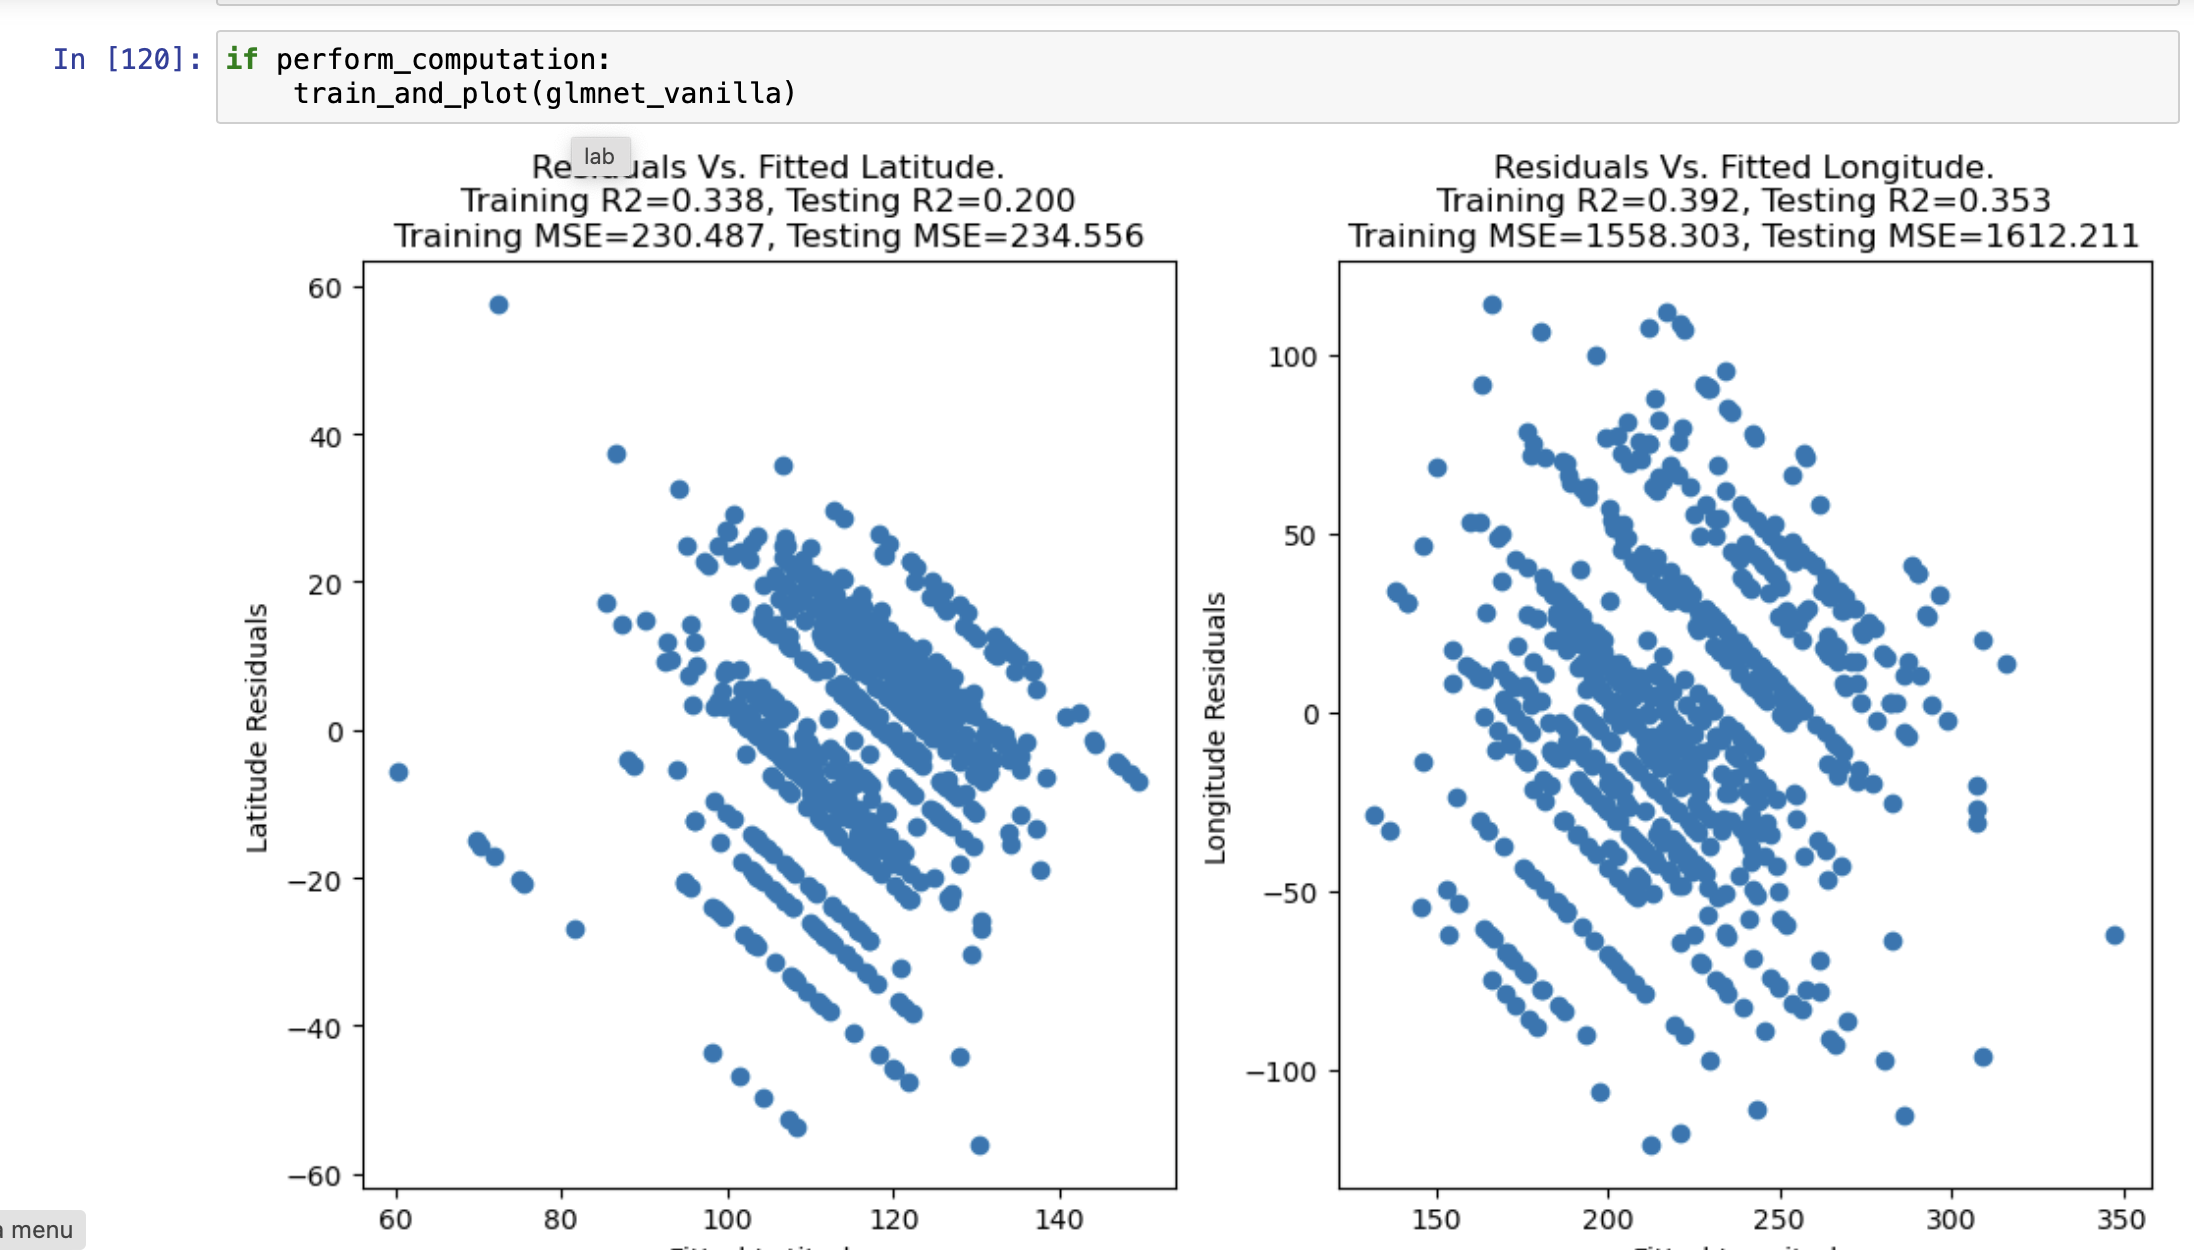 In [120]: if perform_computation:
train_and_plot(glmnet_vanilla)
lab
Residuals Vs. Fitted Latitude.
Training R2=0.338, Testing R2=0.200
Training MSE=230.487, Testing MSE=234.556
Residuals Vs. Fitted Longitude.
Training R2=0.392, Testing R2=0.353
Training MSE=1558.303, Testing MSE=1612.211
60
40
20
0
−20
−40
−60
Latitude Residuals
60 80 100 120 140
100
50
0
−50
−100
Longitude Residuals
150 200 250 300 350
menu